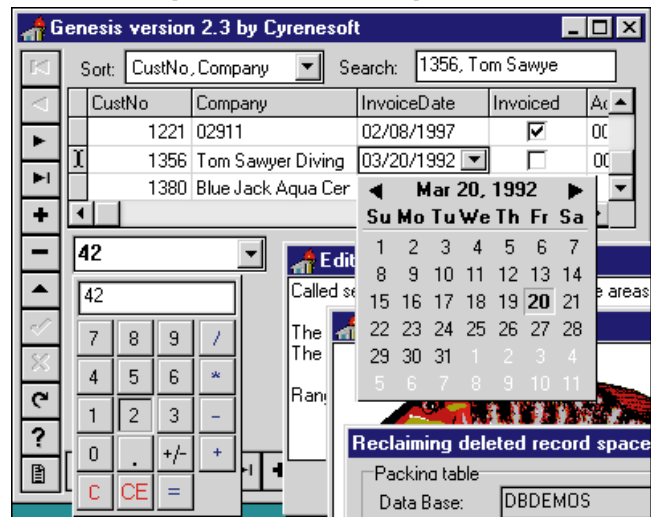 Genesis version 2.3 by Cyrenesoft
Sort: CustNo, Company Search: 1356, Tom Sawye
CustNo Company InvoiceDate Invoiced
1221 02911 02/08/1997
1356 Tom Sawyer Diving 03/20/1992
1380 Blue Jack Aqua Cer
Mar 20, 1992
Su Mo Tu We Th Fr Sa
1 2 3 4 5 6 7
8 9 10 11 12 13 14
15 16 17 18 19 20 21
22 23 24 25 26 27 28
29 30 31 1 2 3 4
5 6 7 8 9 10 11
42
42
7 8 9 /
4 5 6 *
1 2 3 -
0 . +/- +
C CE =
Edit
Called se
e areas
The
The
Rang
Reclaiming deleted record space
Packing table
Data Base: DBDEMOS